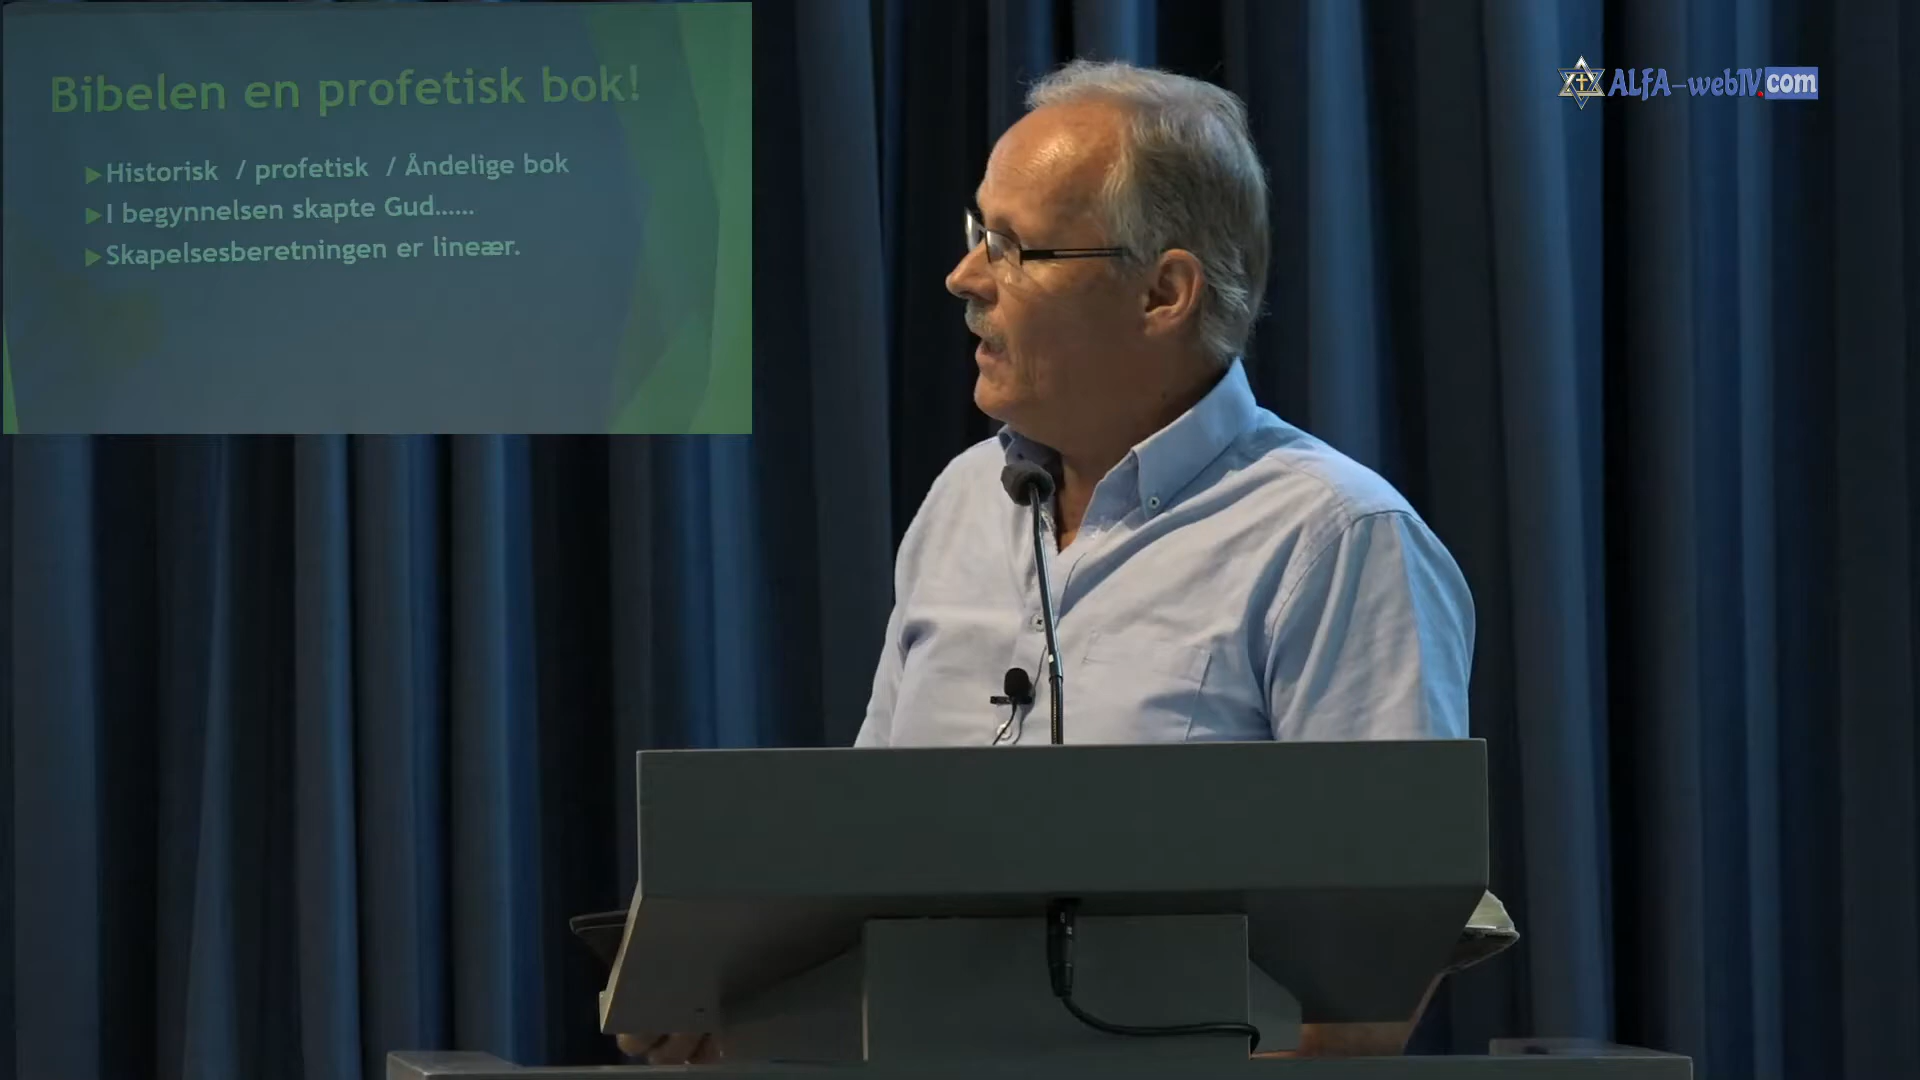 Bibelen en profetisk bok!
Historisk / profetisk / Åndelige bok
I begynnelsen skapte Gud......
Skapelsesberetningen er lineær.
ALFA-webTV.com